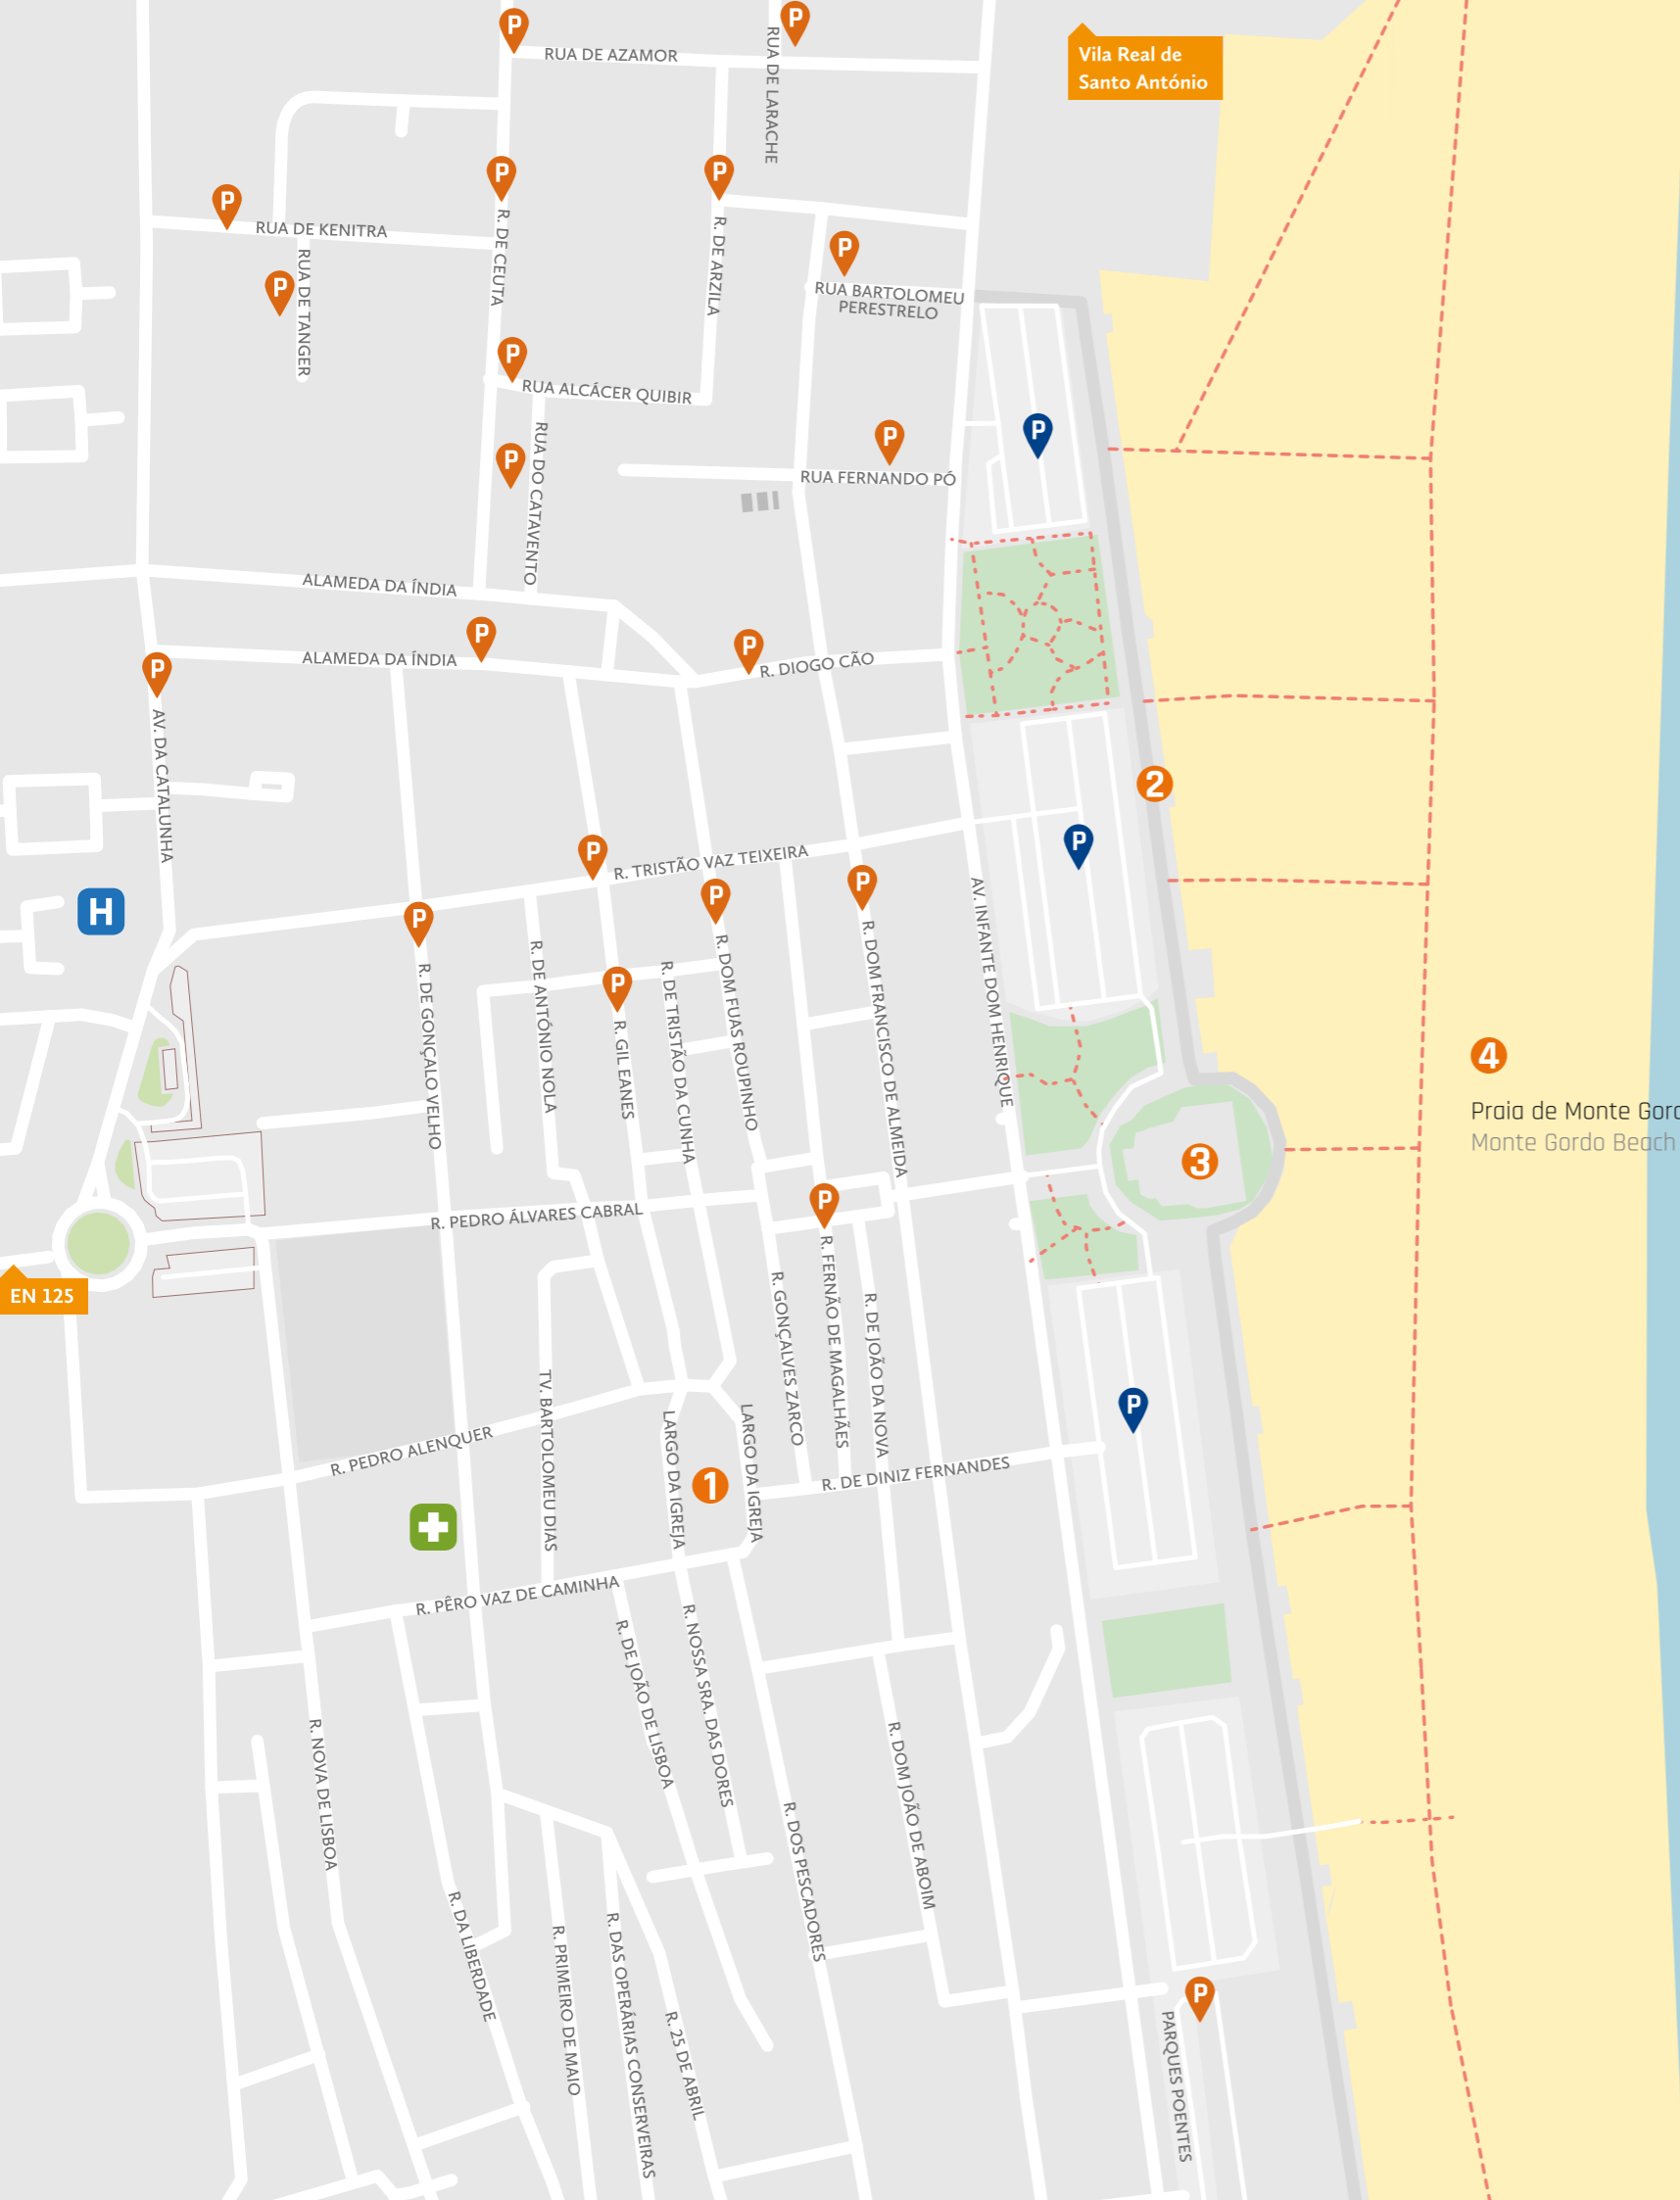 P
P
RUA DE AZAMOR
RUA DE LARACHE
Vila Real de
Santo António
P
P
P
RUA DE KENITRA
R. DE CEUTA
R. DE ARZILA
P
RUA DE TANGER
P
RUA BARTOLOMEU
PERESTRELO
P
RUA ALCÁCER QUIBIR
P
P
P
RUA DO CATAVENTO
RUA FERNANDO PÓ
ALAMEDA DA ÍNDIA
P
P
ALAMEDA DA ÍNDIA
R. DIOGO CÃO
P
AV. DA CATALUNHA
2
P
P
R. TRISTÃO VAZ TEIXEIRA
P
P
P
H
AV. INFANTE DOM HENRIQUE
R. DE GONÇALO VELHO
R. DE ANTÓNIO NOLA
P
R. GIL EANES
R. DE TRISTÃO DA CUNHA
R. DOM FUAS ROUPINHO
R. DOM FRANCISCO DE ALMEIDA
4
Praia de Monte Gord
Monte Gordo Beach
3
P
R. PEDRO ÁLVARES CABRAL
EN 125
R. GONÇALVES ZARCO
R. FERNÃO DE MAGALHÃES
R. DE JOÃO DA NOVA
TV. BARTOLOMEU DIAS
P
R. PEDRO ALENQUER
LARGO DA IGREJA
LARGO DA IGREJA
1
R. DE DINIZ FERNANDES
R. PÊRO VAZ DE CAMINHA
R. DE JOÃO DE LISBOA
R. NOSSA SRA. DAS DORES
R. NOVA DE LISBOA
R. DOS PESCADORES
R. DOM JOÃO DE ABOIM
R. DA LIBERDADE
R. PRIMEIRO DE MAIO
R. DAS OPERÁRIAS CONSERVEIRAS
R. 25 DE ABRIL
P
PARQUES POENTES